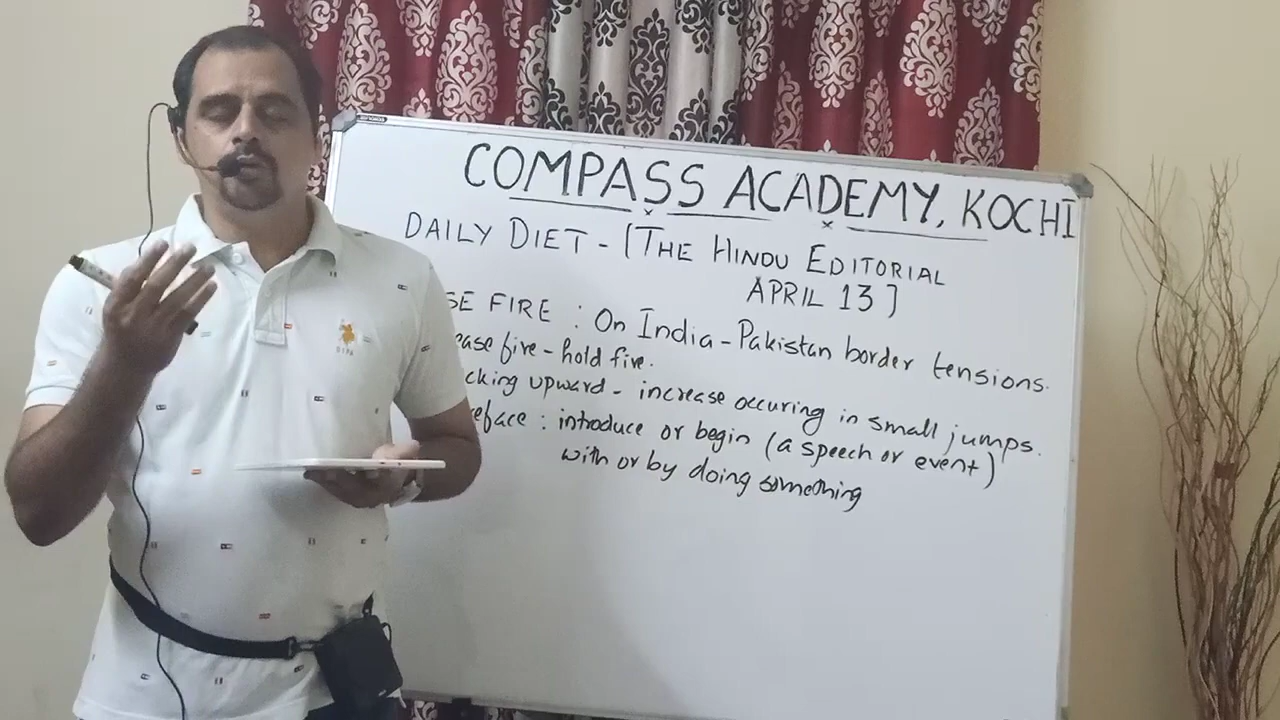 COMPASS ACADEMY, KOCHI
DAILY DIET - [THE HINDU EDITORIAL
APRIL 13]
SE FIRE : On India-Pakistan border tensions.
ease fire - hold fire.
cking upward - increase occuring in small jumps.
eface : introduce or begin (a speech or event)
with or by doing something